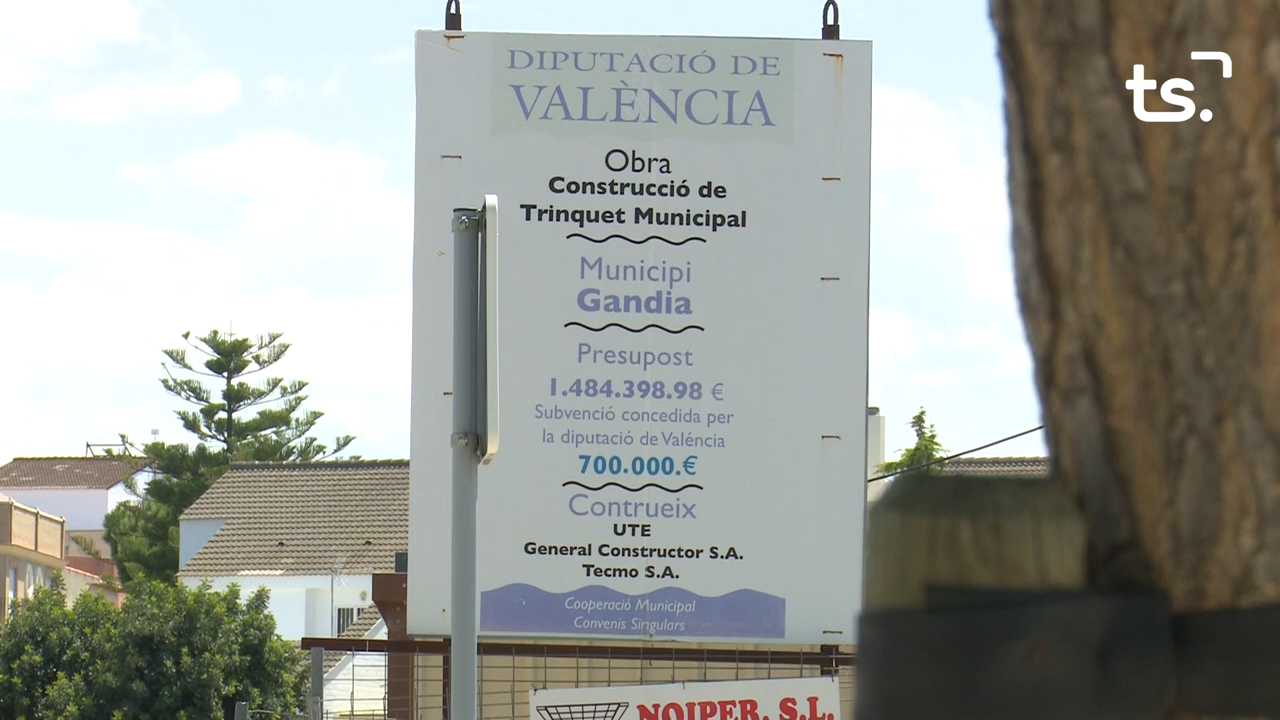 DIPUTACIÓ DE
VALÈNCIA
Obra
Construcció de
Trinquet Municipal
Municipi
Gandia
Presupost
1.484.398.98 €
Subvenció concedida per
la diputació de Valéncia
700.000.€
Contrueix
UTE
General Constructor S.A.
Tecmo S.A.
Cooperació Municipal
Convenis Singulars
NOIPER, S.L.
ts.